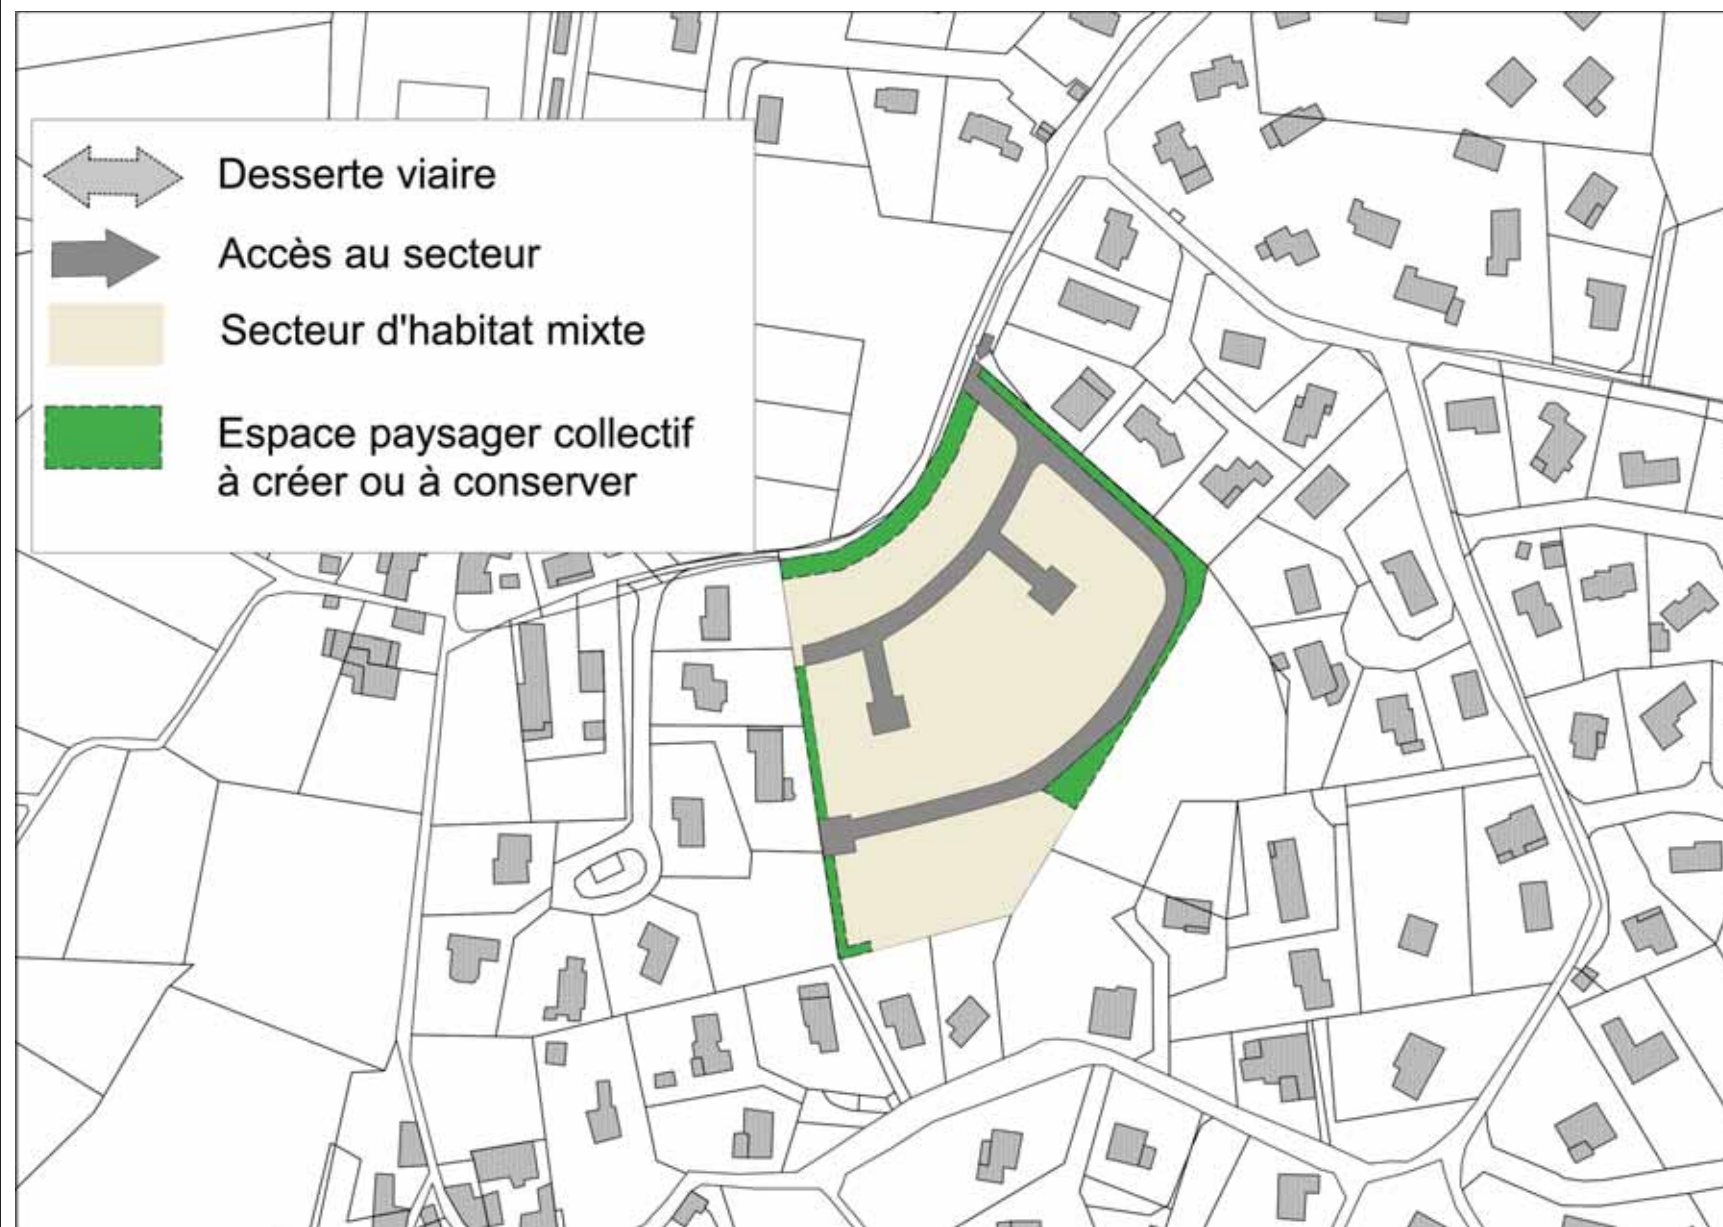 Desserte viaire
Accès au secteur
Secteur d'habitat mixte
Espace paysager collectif
à créer ou à conserver